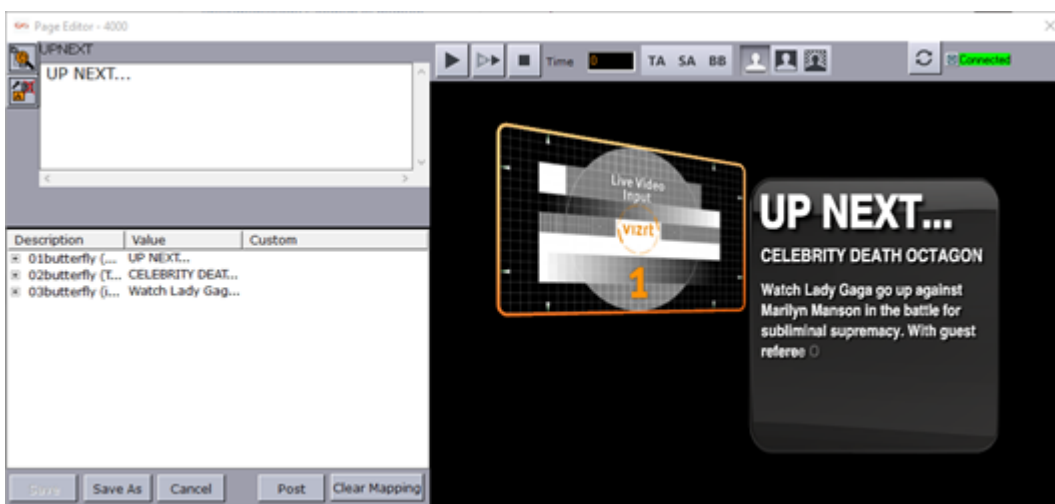 Page Editor - 4000
UPNEXT
UP NEXT...
Time 0 TA SA BB Connected
Description Value Custom
01butterfly (... UP NEXT...
02butterfly (T... CELEBRITY DEAT...
03butterfly (i... Watch Lady Gag...
Save Save As Cancel Post Clear Mapping
Live Video
Input
vizrt
1
UP NEXT...
CELEBRITY DEATH OCTAGON
Watch Lady Gaga go up against
Marilyn Manson in the battle for
subliminal supremacy. With guest
referee O